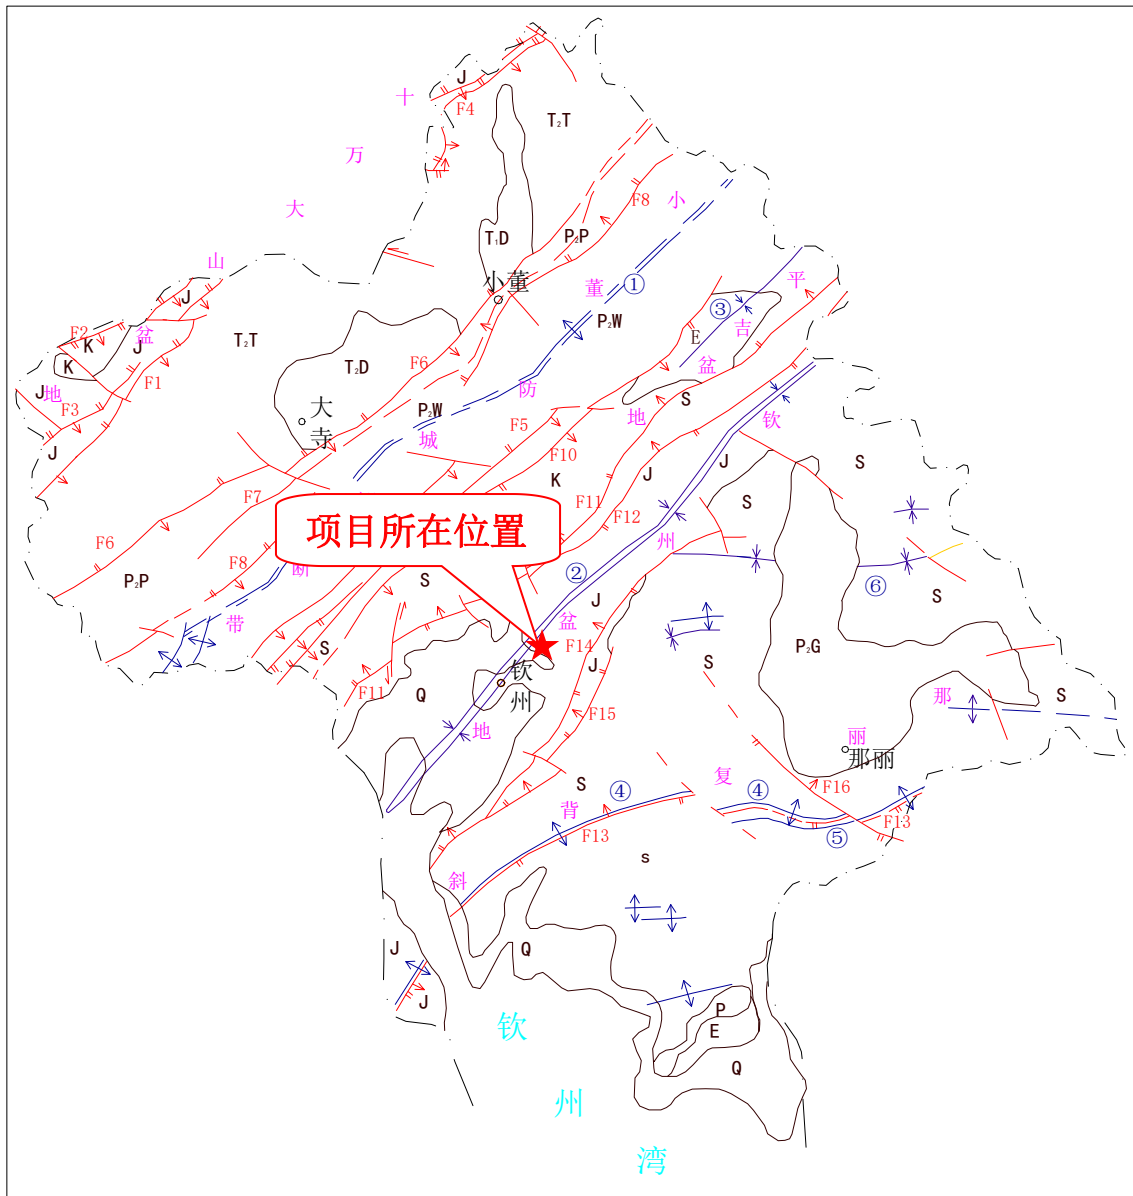 十
J
F4
T₂T
万
大
小
F8
山
T₁D
P₂P
平
小董
董
①
J
P₂W
③
吉
F2
盆
E
K
J
T₂T
F6
K
T₂D
盆
F1
J
地
防
地
S
F3
大寺
P₂W
钦
J
城
F5
F10
K
J
J
S
S
F7
F11
F12
项目所在位置
州
F6
F8
断
②
P₂P
S
⑥
S
带
J
盆
S
F14
P₂G
S
J
钦州
F11
Q
F15
那
S
地
丽
那丽
S
复
④
④
F16
背
F13
F13
⑤
斜
s
J
Q
J
P
E
Q
钦
州
湾